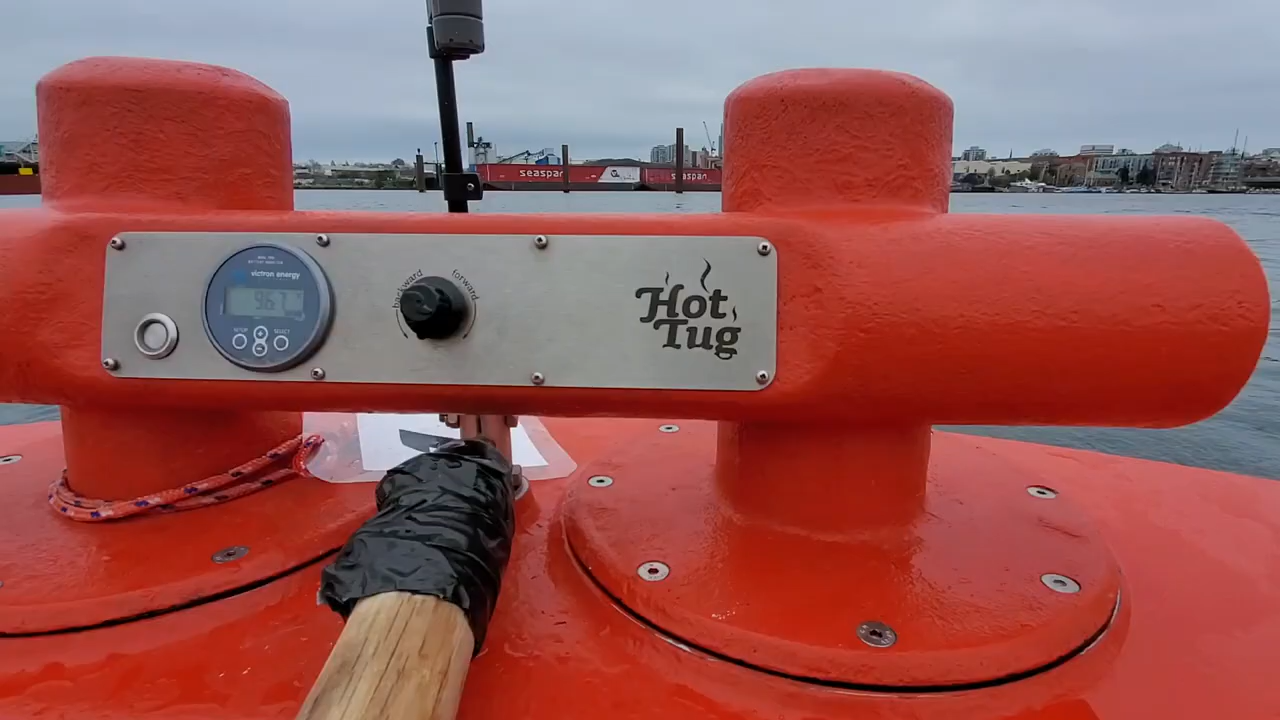 seaspan
seaspan
victron energy
96.7
SETUP
SELECT
+
−
backward
forward
Hot
Tug